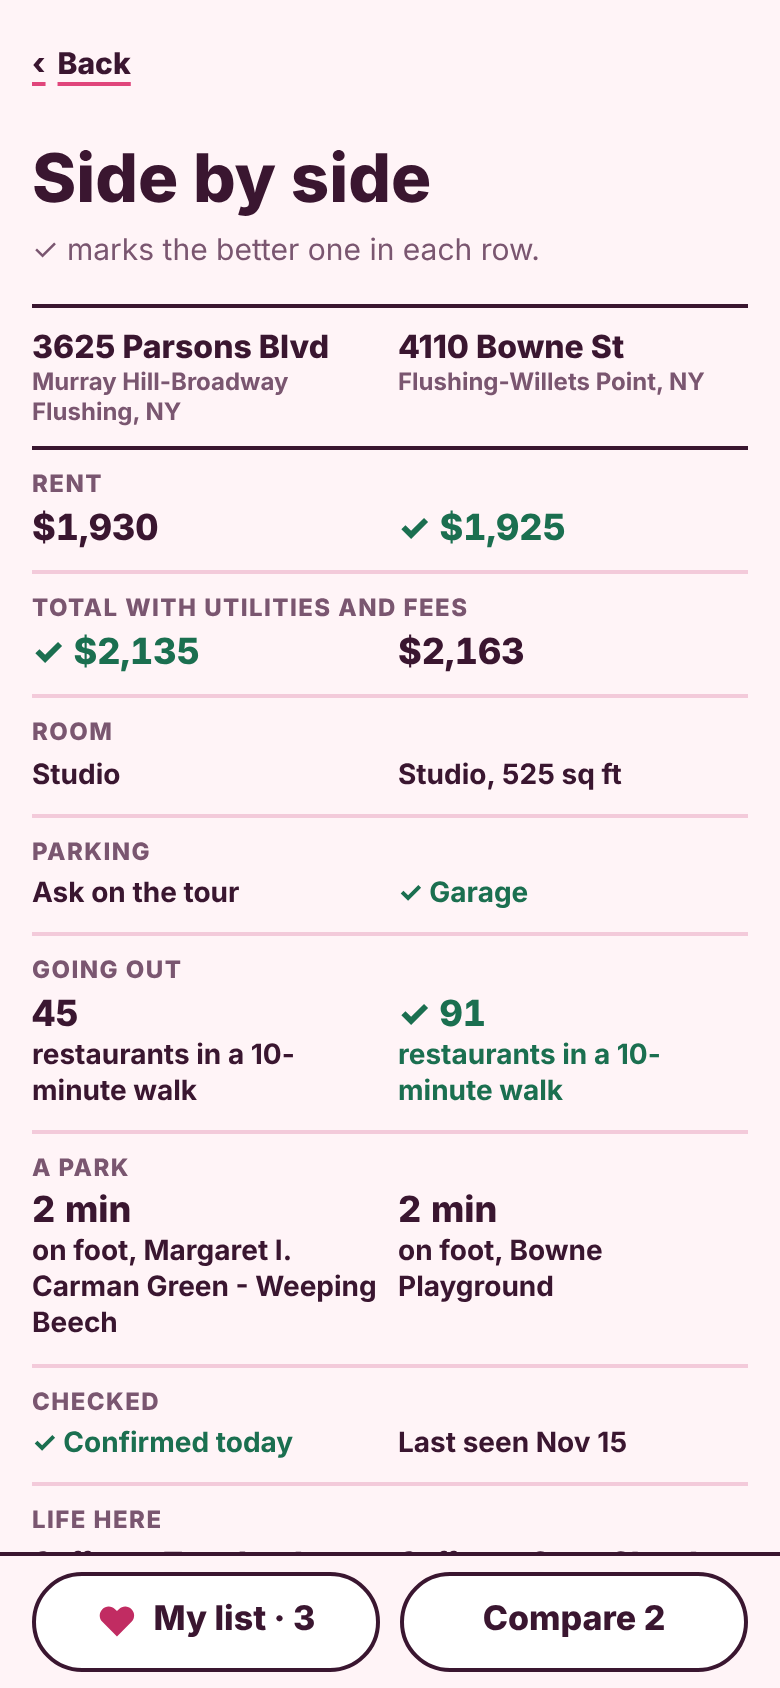 ‹ Back
Side by side
✓ marks the better one in each row.
3625 Parsons Blvd
Murray Hill-Broadway
Flushing, NY
4110 Bowne St
Flushing-Willets Point, NY
RENT
$1,930
✓ $1,925
TOTAL WITH UTILITIES AND FEES
✓ $2,135
$2,163
ROOM
Studio
Studio, 525 sq ft
PARKING
Ask on the tour
✓ Garage
GOING OUT
45
restaurants in a 10-
minute walk
✓ 91
restaurants in a 10-
minute walk
A PARK
2 min
on foot, Margaret I.
Carman Green - Weeping
Beech
2 min
on foot, Bowne
Playground
CHECKED
✓ Confirmed today
Last seen Nov 15
LIFE HERE
♥ My list · 3
Compare 2